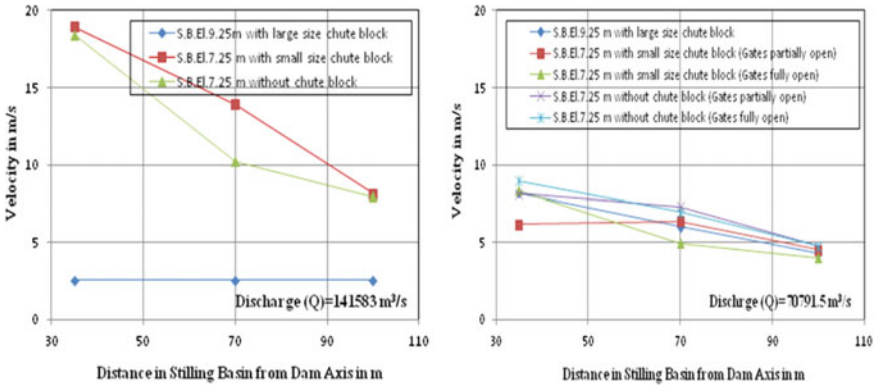 20
15
10
5
0
30
50
70
90
110
Velocity in m/s
Distance in Stilling Basin from Dam Axis in m
S.B.El.9.25m with large size chute block
S.B.El.7.25 m with small size chute block
S.B.El.7.25 m without chute block
Discharge (Q)=141583 m³/s
20
15
10
5
0
30
50
70
90
110
Velocity in m/s
Distance in Stilling Basin from Dam Axis in m
S.B.El.9.25 m with large size chute block
S.B.El.7.25 m with small size chute block (Gates partially open)
S.B.El.7.25 m with small size chute block (Gates fully open)
S.B.El.7.25 m without chute block (Gates partially open)
S.B.El.7.25 m without chute block (Gates fully open)
Dischrge (Q)=70791.5 m³/s